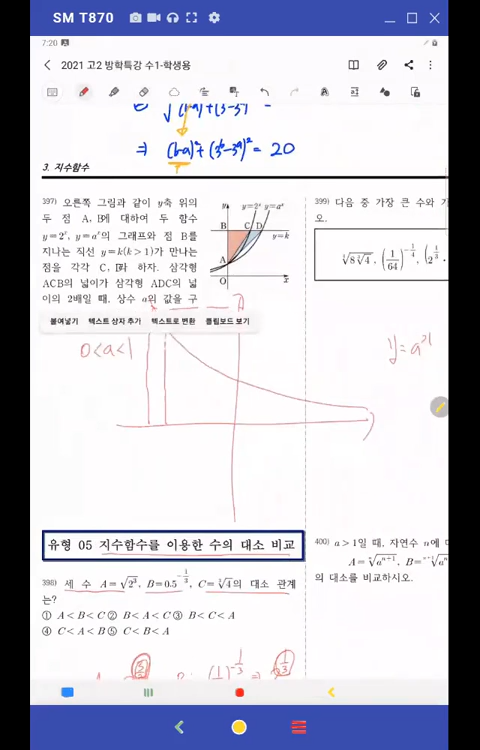 SM T870
7:20
2021 고2 방학특강 수1-학생용
⇒ (b-a)² + (3ᵇ-3ᵃ)² = 20
3. 지수함수
397) 오른쪽 그림과 같이 y축 위의
두 점 A, B에 대하여 두 함수
y=2ˣ, y=aˣ의 그래프와 점 B를
지나는 직선 y=k(k>1)가 만나는
점을 각각 C, D라 하자. 삼각형
ACB의 넓이가 삼각형 ADC의 넓
이의 2배일 때, 상수 a의 값을 구
y
y=2ˣ
y=aˣ
B
C
D
y=k
A
O
x
붙여넣기 텍스트 상자 추가 텍스트로 변환 클립보드 보기
0<a<1
유형 05 지수함수를 이용한 수의 대소 비교
398) 세 수 A=√2³, B=0.5^(-1/3), C=∛4의 대소 관계
는?
① A<B<C ② B<A<C ③ B<C<A
④ C<A<B ⑤ C<B<A
399) 다음 중 가장 큰 수와 가
오.
(1/64)^(-1/4)
400) a>1일 때, 자연수 n에 대
의 대소를 비교하시오.